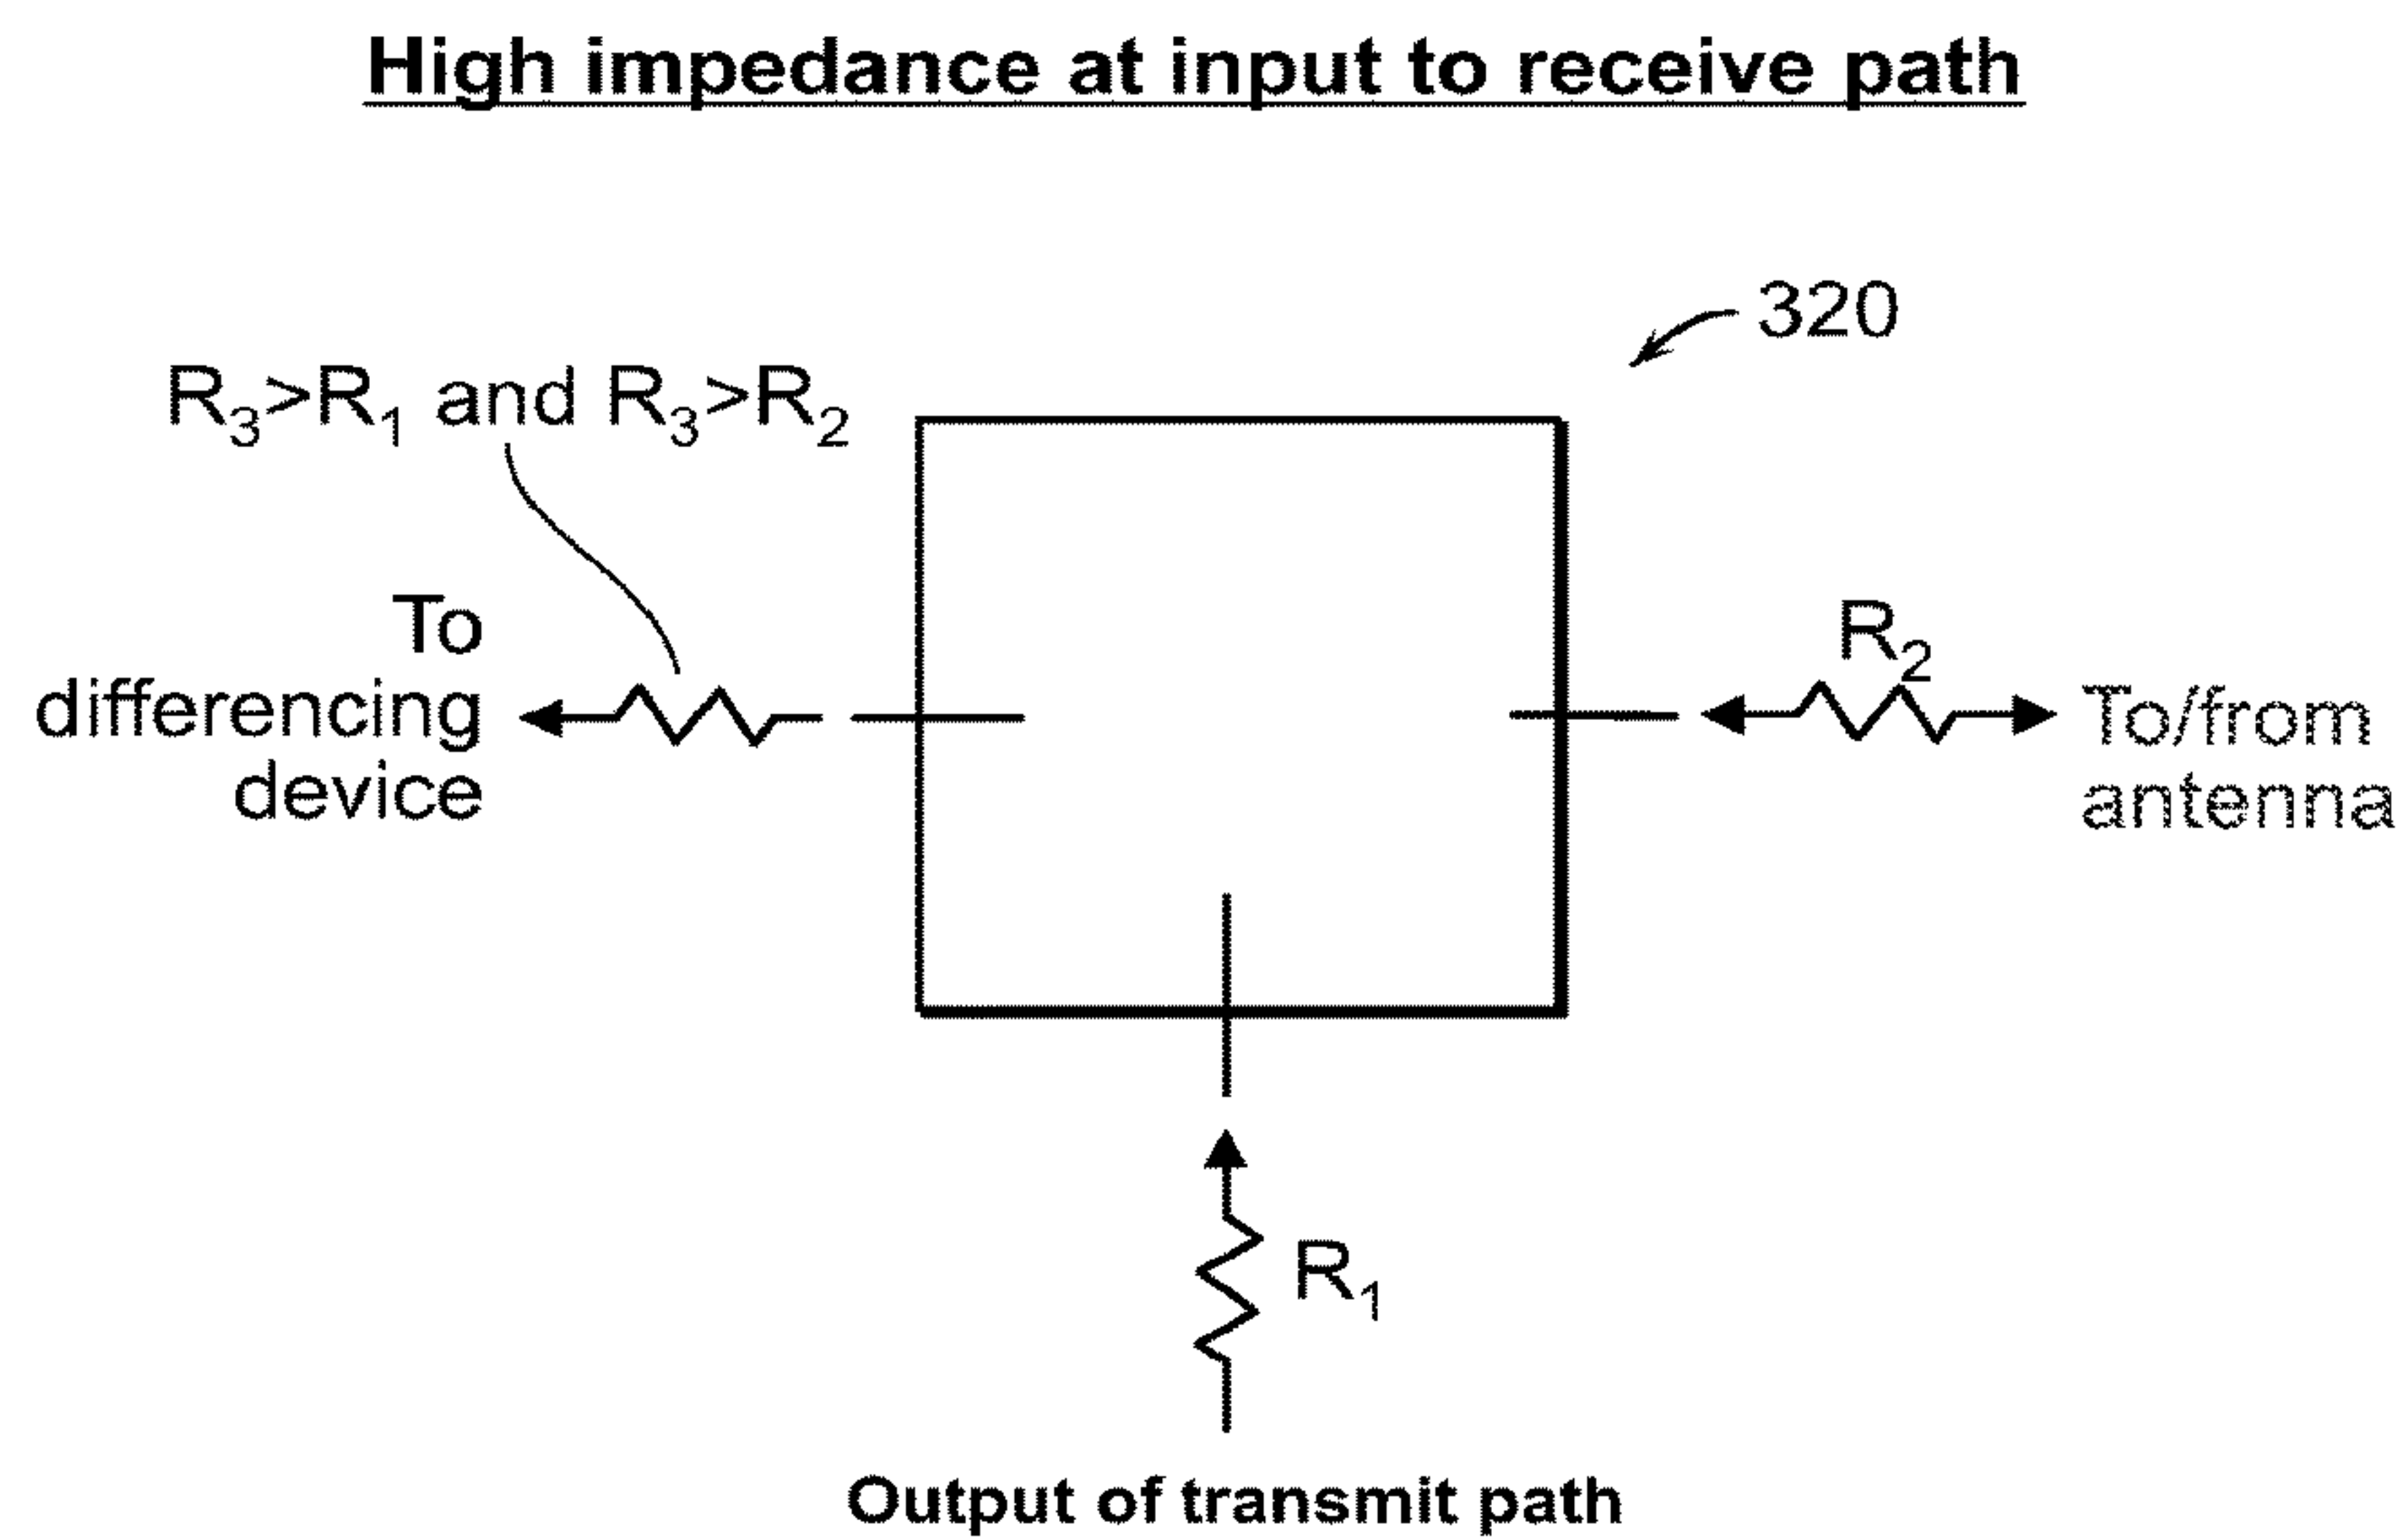 High impedance at input to receive path
320
R₃>R₁ and R₃>R₂
To
differencing
device
R₂
To/from
antenna
R₁
Output of transmit path